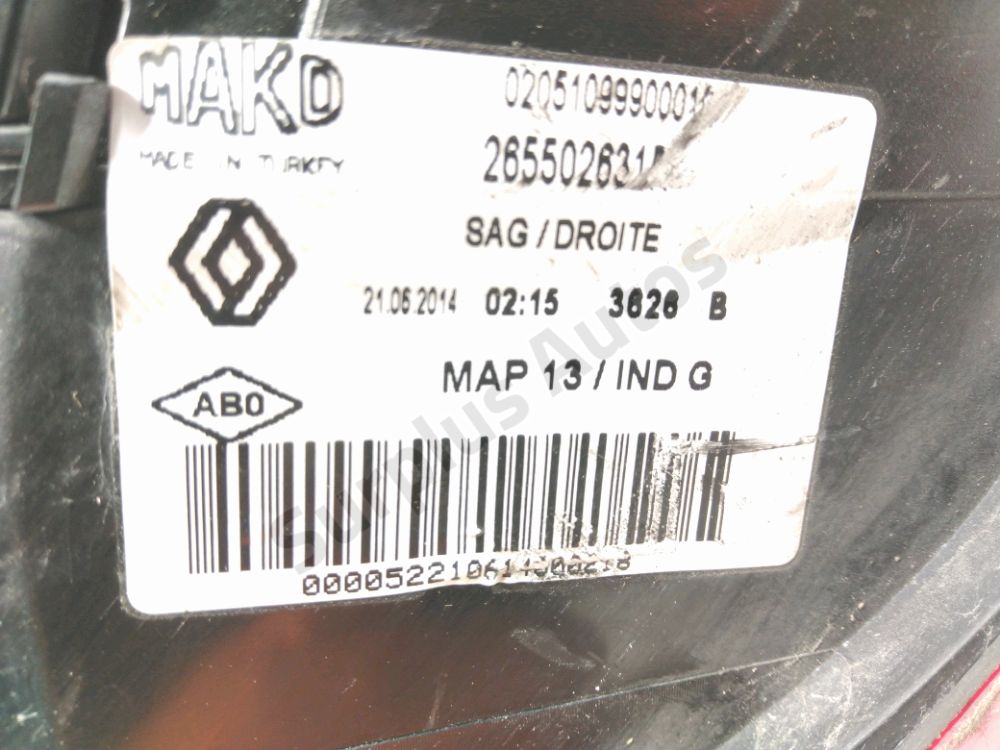 MAKO
MADE IN TURKEY
SAG / DROITE
21.06.2014 02:15 3626 B
MAP 13 / IND G
AB0
Surplus Autos